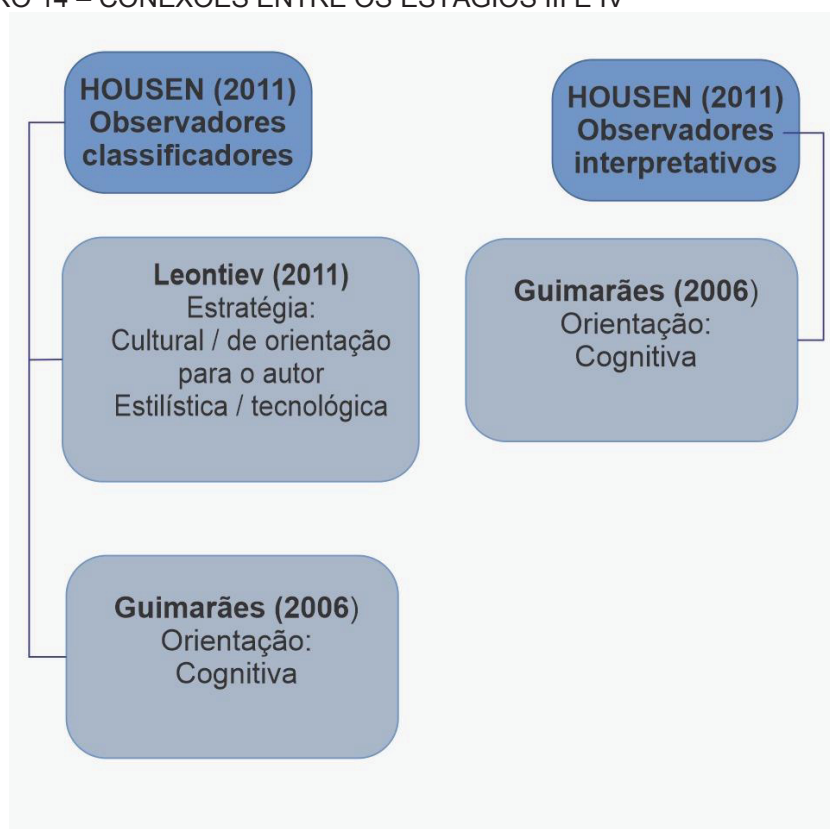 RO 14 – CONEXÕES ENTRE OS ESTÁGIOS III E IV
HOUSEN (2011)
Observadores
classificadores
HOUSEN (2011)
Observadores
interpretativos
Leontiev (2011)
Estratégia:
Cultural / de orientação
para o autor
Estilística / tecnológica
Guimarães (2006)
Orientação:
Cognitiva
Guimarães (2006)
Orientação:
Cognitiva